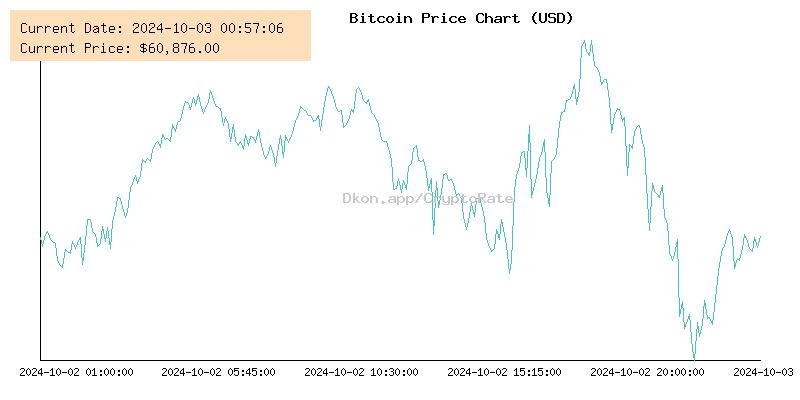 Bitcoin Price Chart (USD)
Current Date: 2024-10-03 00:57:06
Current Price: $60,876.00
Dkon.app/CryptoRate
2024-10-02 01:00:00 2024-10-02 05:45:00 2024-10-02 10:30:00 2024-10-02 15:15:00 2024-10-02 20:00:00 2024-10-03